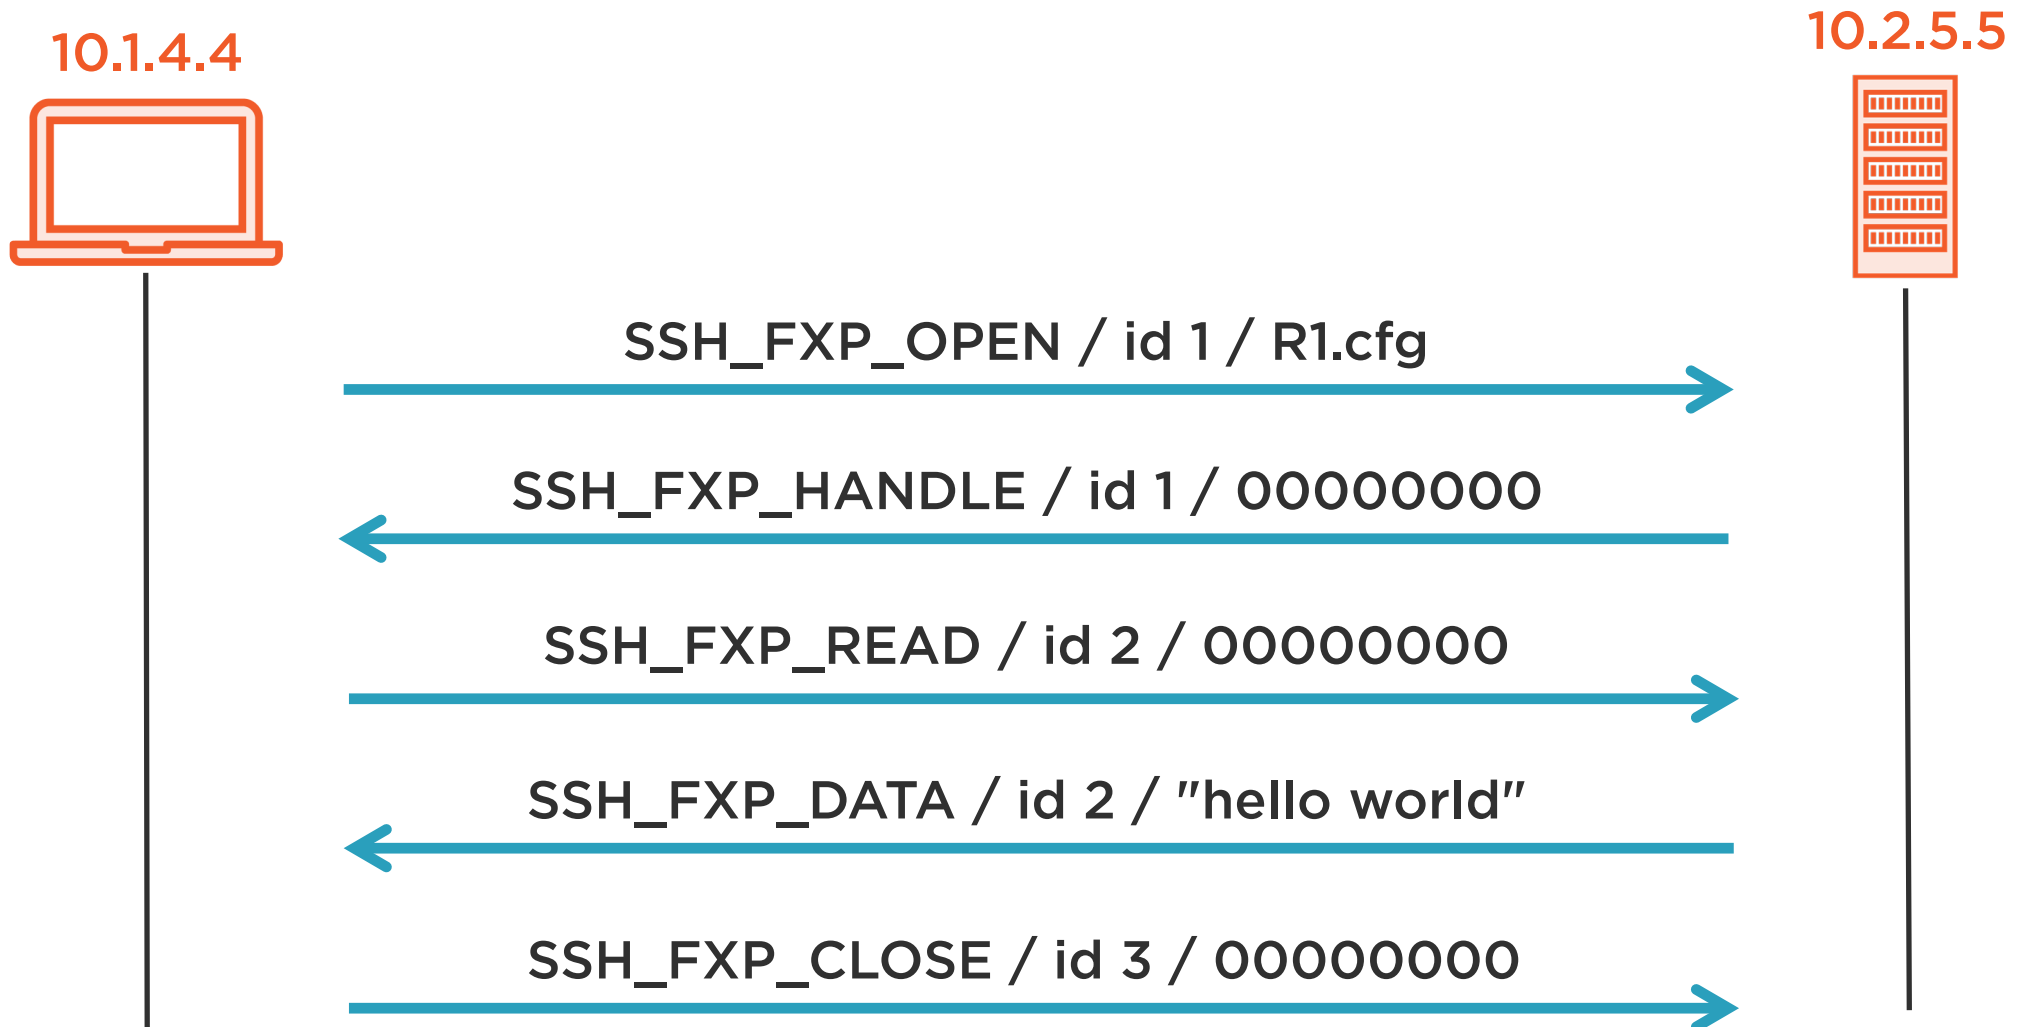 10.1.4.4
10.2.5.5
SSH_FXP_OPEN / id 1 / R1.cfg
SSH_FXP_HANDLE / id 1 / 00000000
SSH_FXP_READ / id 2 / 00000000
SSH_FXP_DATA / id 2 / "hello world"
SSH_FXP_CLOSE / id 3 / 00000000